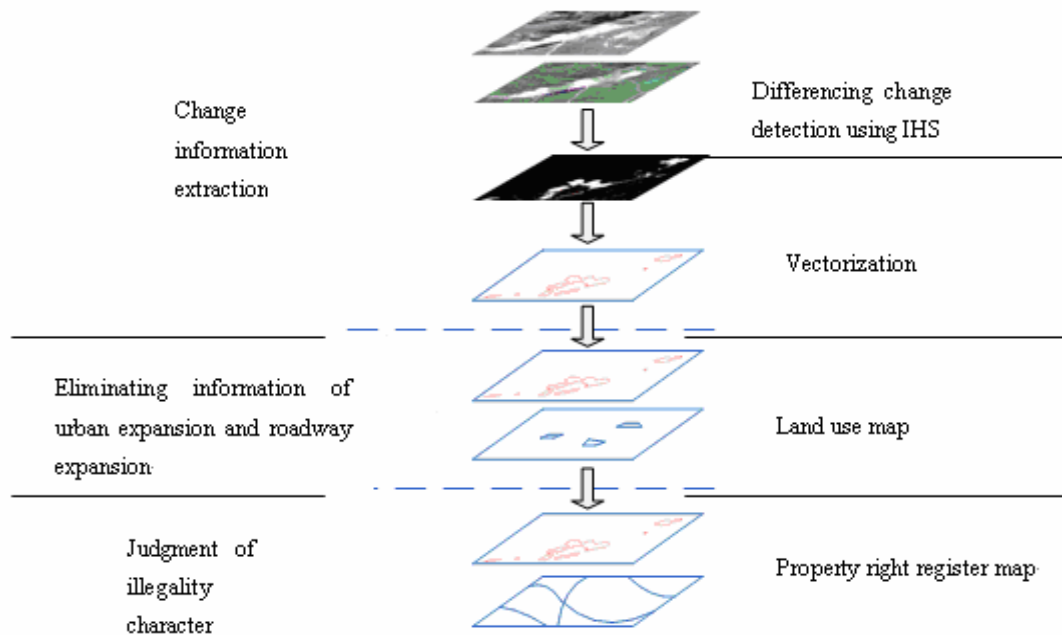 Change
information
extraction
Differencing change
detection using IHS
Vectorization
Eliminating information of
urban expansion and roadway
expansion
Land use map
Judgment of
illegality
character
Property right register map